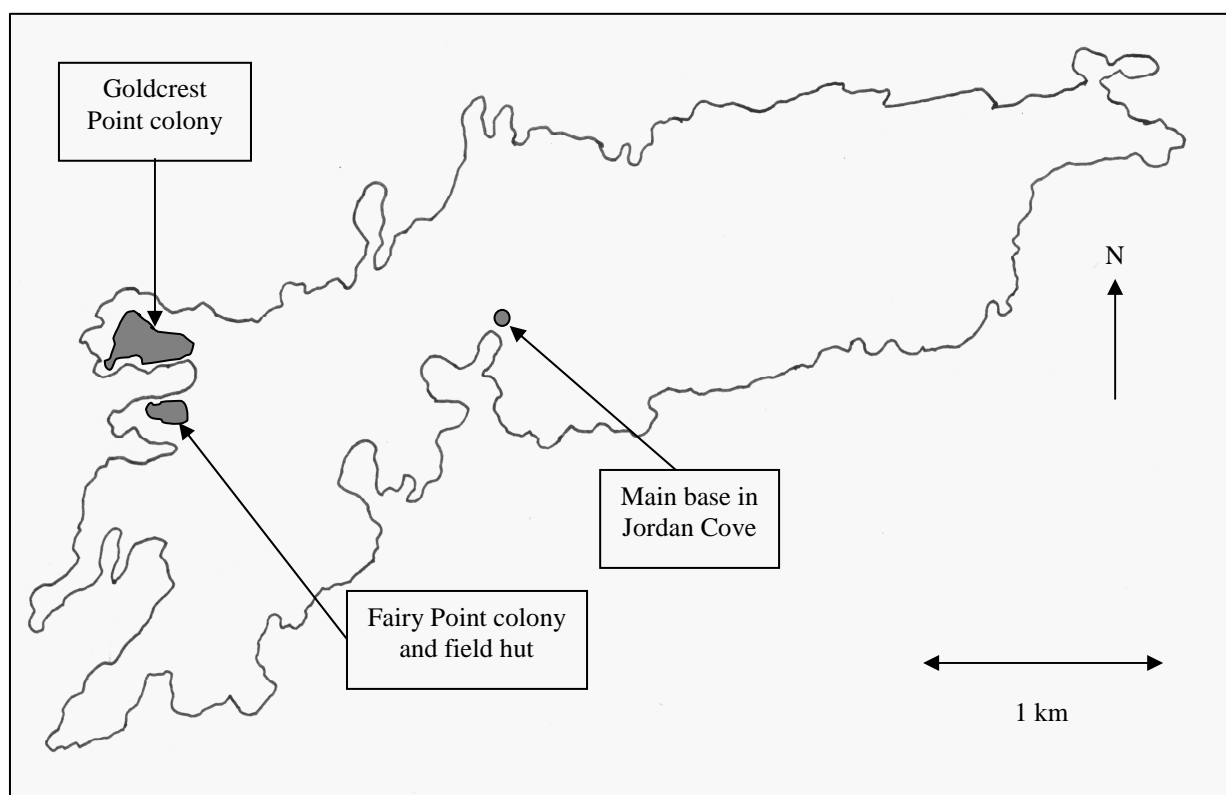 Goldcrest
Point colony
N
Main base in
Jordan Cove
Fairy Point colony
and field hut
1 km